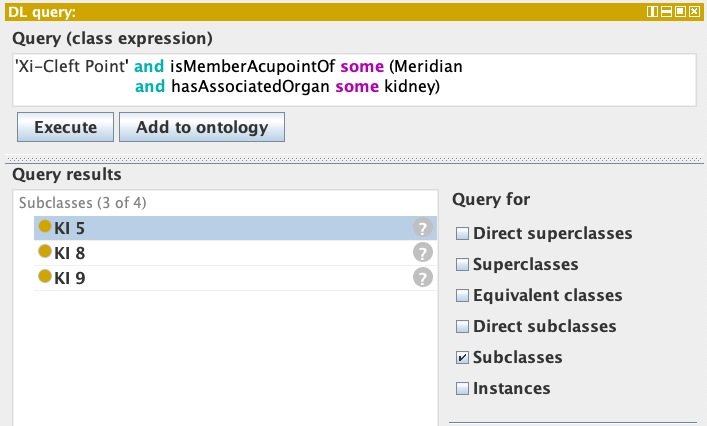 DL query:
Query (class expression)
'Xi-Cleft Point' and isMemberAcupointOf some (Meridian
and hasAssociatedOrgan some kidney)
Execute Add to ontology
Query results
Subclasses (3 of 4)
KI 5 ?
KI 8 ?
KI 9 ?
Query for
Direct superclasses
Superclasses
Equivalent classes
Direct subclasses
Subclasses
Instances